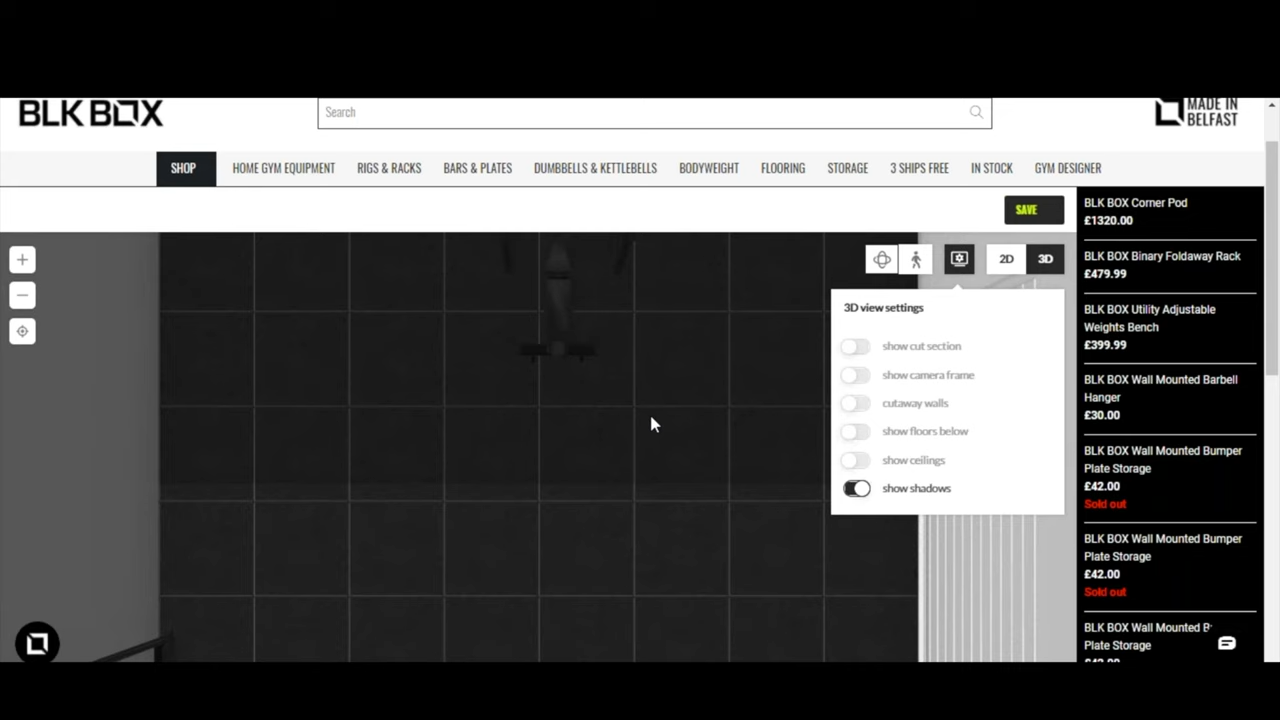 BLK BOX
Search
MADE IN
BELFAST
SHOP
HOME GYM EQUIPMENT
RIGS & RACKS
BARS & PLATES
DUMBBELLS & KETTLEBELLS
BODYWEIGHT
FLOORING
STORAGE
3 SHIPS FREE
IN STOCK
GYM DESIGNER
SAVE
2D
3D
3D view settings
show cut section
show camera frame
cutaway walls
show floors below
show ceilings
show shadows
BLK BOX Corner Pod
£1320.00
BLK BOX Binary Foldaway Rack
£479.99
BLK BOX Utility Adjustable
Weights Bench
£399.99
BLK BOX Wall Mounted Barbell
Hanger
£30.00
BLK BOX Wall Mounted Bumper
Plate Storage
£42.00
Sold out
BLK BOX Wall Mounted Bumper
Plate Storage
£42.00
Sold out
BLK BOX Wall Mounted
Plate Storage